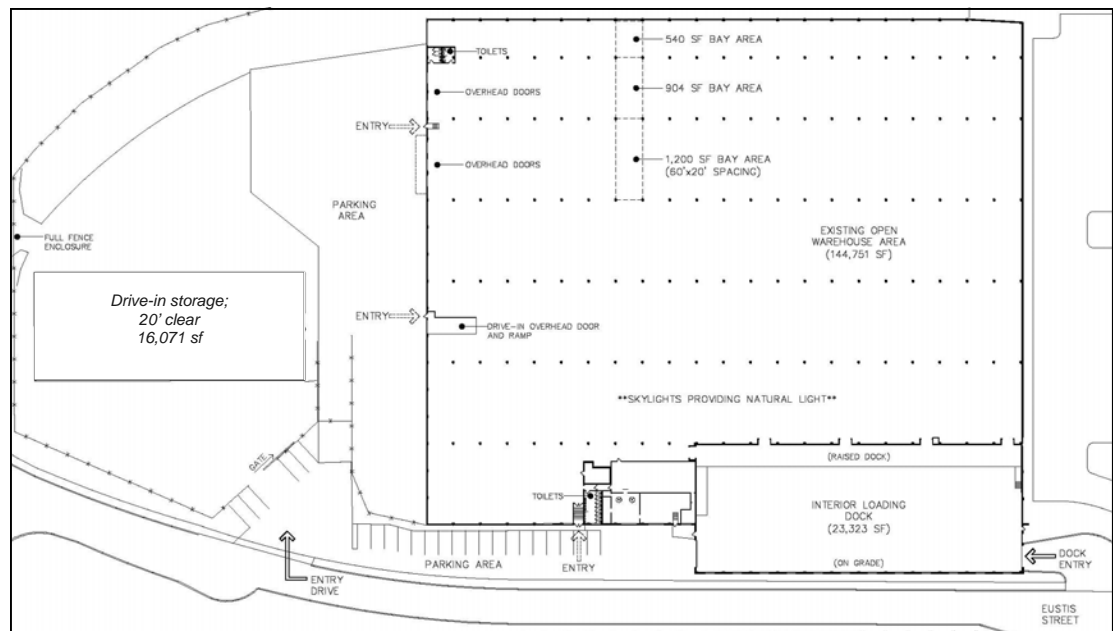 540 SF BAY AREA
TOILETS
904 SF BAY AREA
OVERHEAD DOORS
ENTRY
OVERHEAD DOORS
1,200 SF BAY AREA
(60'x20' SPACING)
PARKING
AREA
FULL FENCE
ENCLOSURE
EXISTING OPEN
WAREHOUSE AREA
(144,751 SF)
Drive-in storage;
20' clear
16,071 sf
ENTRY
DRIVE-IN OVERHEAD DOOR
AND RAMP
**SKYLIGHTS PROVIDING NATURAL LIGHT**
(RAISED DOCK)
GATE
TOILETS
INTERIOR LOADING
DOCK
(23,323 SF)
(ON GRADE)
PARKING AREA
ENTRY
DOCK
ENTRY
ENTRY
DRIVE
EUSTIS
STREET